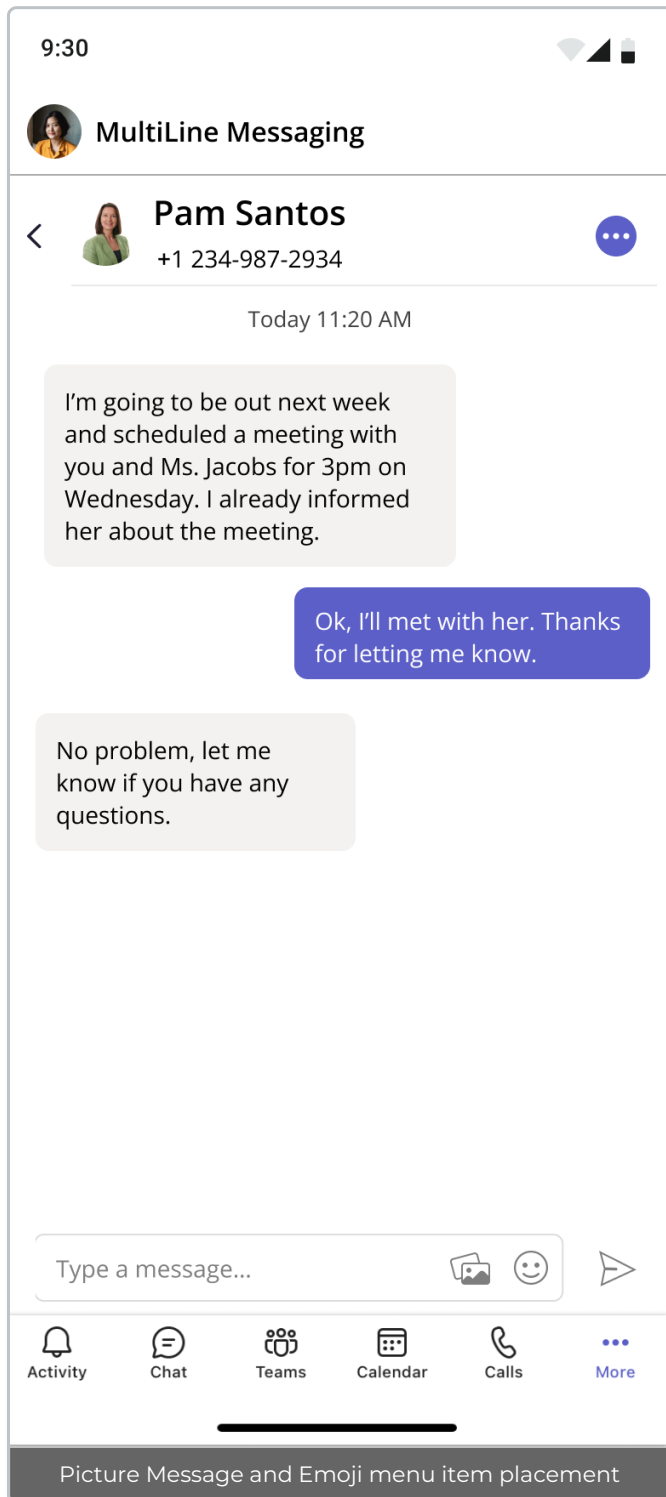 9:30
MultiLine Messaging
Pam Santos
+1 234-987-2934
Today 11:20 AM
I’m going to be out next week
and scheduled a meeting with
you and Ms. Jacobs for 3pm on
Wednesday. I already informed
her about the meeting.
Ok, I’ll met with her. Thanks
for letting me know.
No problem, let me
know if you have any
questions.
Type a message...
Activity
Chat
Teams
Calendar
Calls
More
Picture Message and Emoji menu item placement